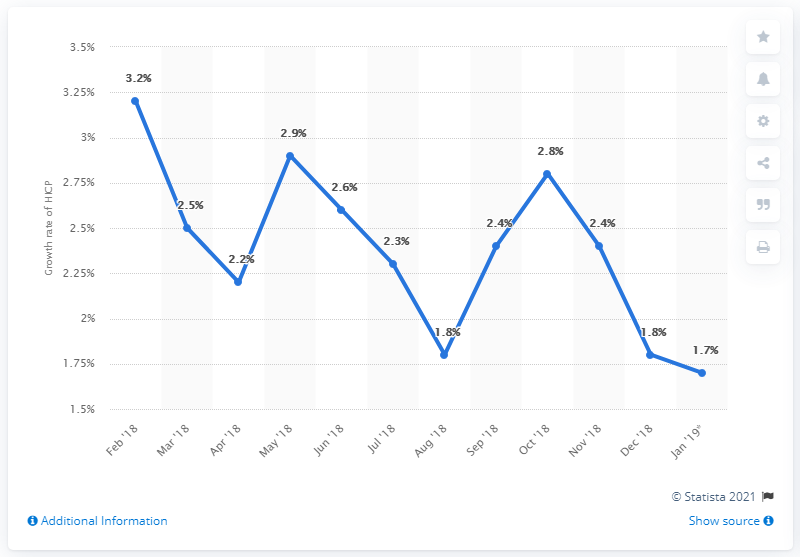 3.5%
3.25%
3%
2.75%
2.5%
2.25%
2%
1.75%
1.5%
Growth rate of HICP
3.2%
2.5%
2.2%
2.9%
2.6%
2.3%
1.8%
2.4%
2.8%
2.4%
1.8%
1.7%
Feb '18
Mar '18
Apr '18
May '18
Jun '18
Jul '18
Aug '18
Sep '18
Oct '18
Nov '18
Dec '18
Jan '19*
© Statista 2021
Additional Information
Show source